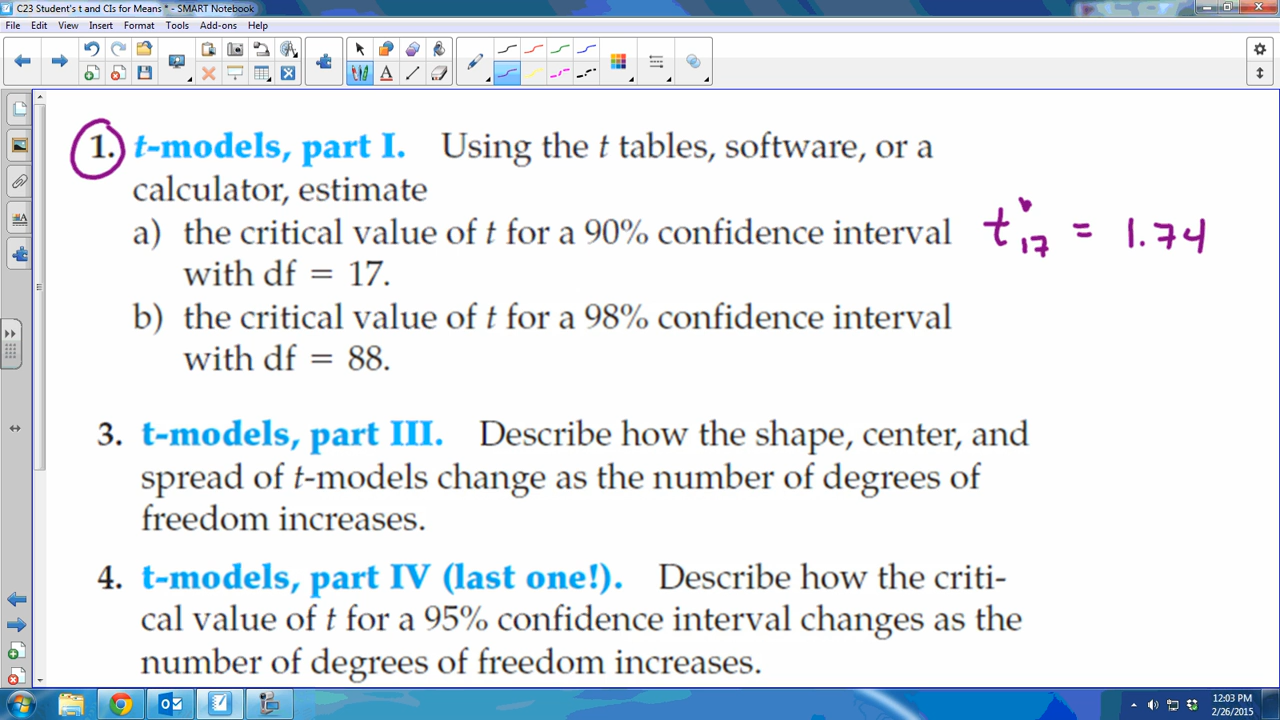 C23 Student's t and CIs for Means * - SMART Notebook
File Edit View Insert Format Tools Add-ons Help
1. t-models, part I. Using the t tables, software, or a
calculator, estimate
a) the critical value of t for a 90% confidence interval
with df = 17.
t*17 = 1.74
b) the critical value of t for a 98% confidence interval
with df = 88.
3. t-models, part III. Describe how the shape, center, and
spread of t-models change as the number of degrees of
freedom increases.
4. t-models, part IV (last one!). Describe how the criti-
cal value of t for a 95% confidence interval changes as the
number of degrees of freedom increases.
12:03 PM
2/26/2015